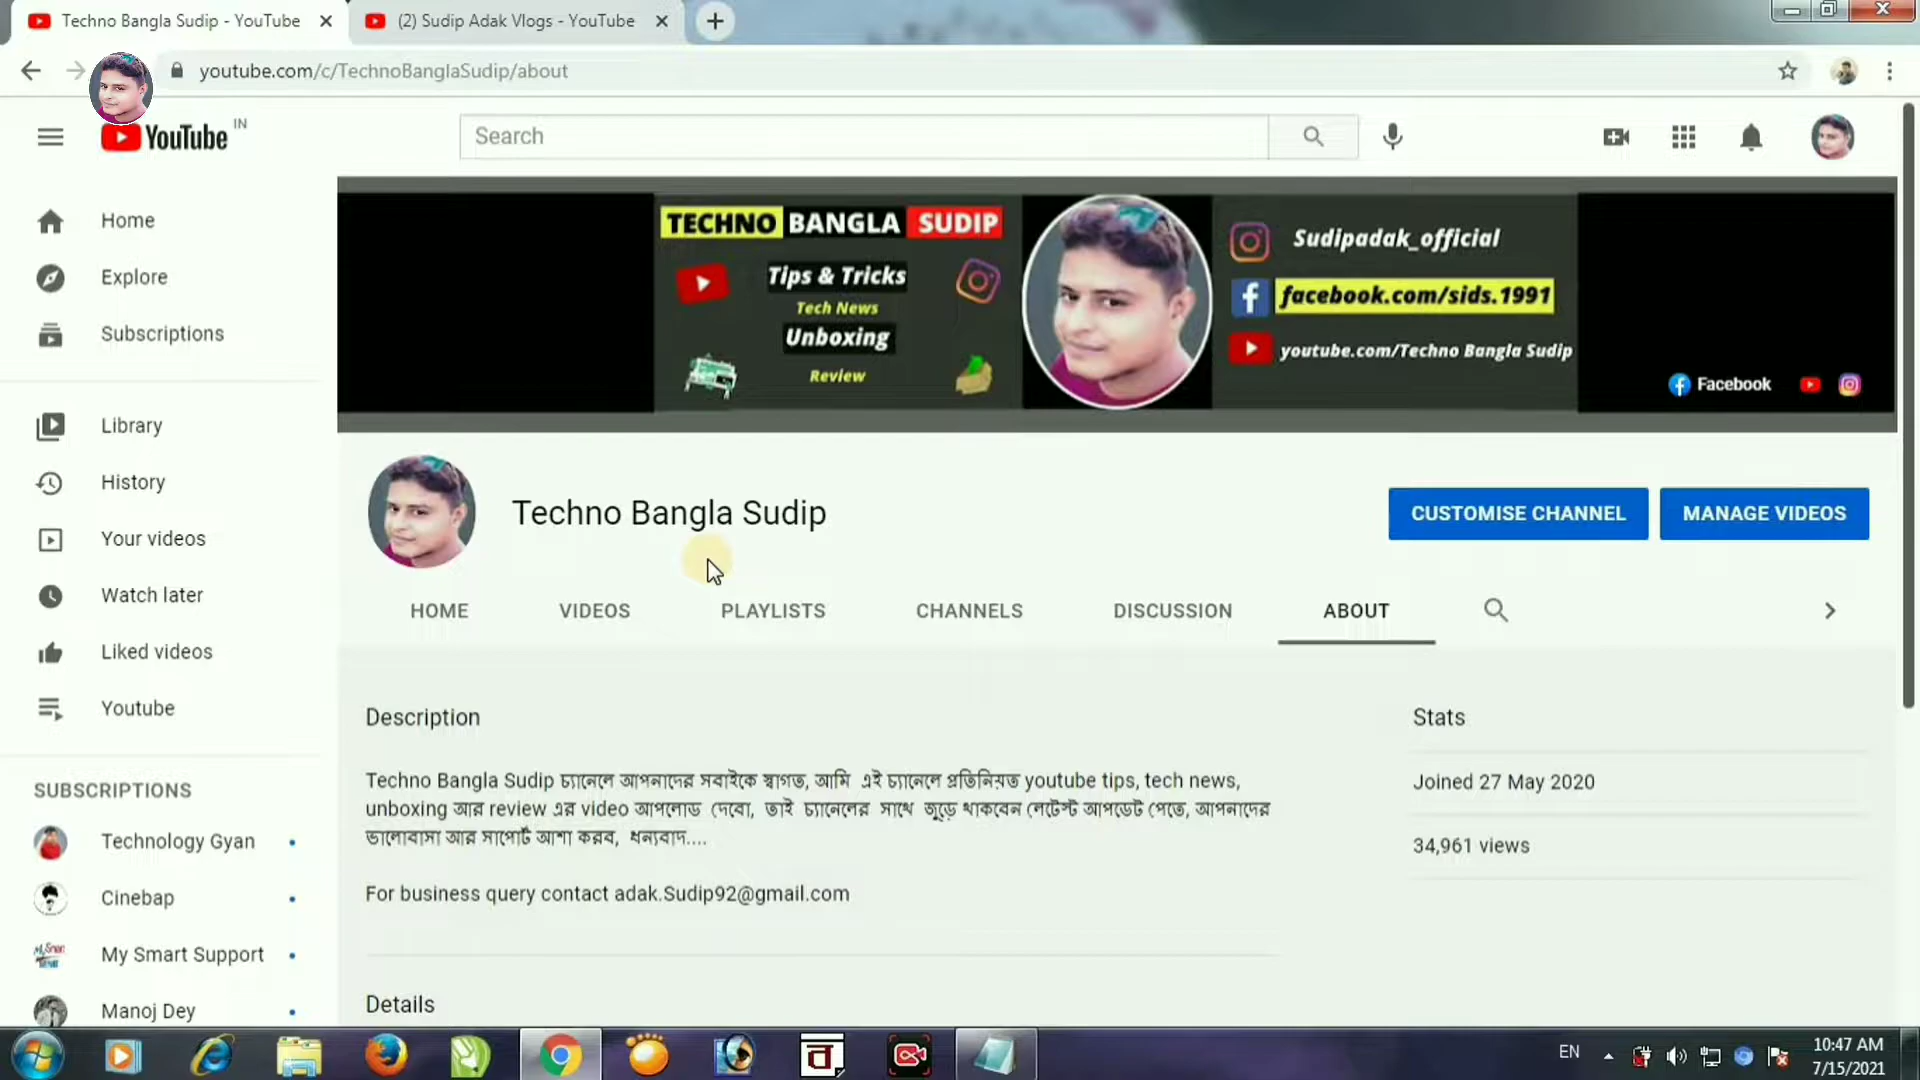 Techno Bangla Sudip - YouTube
(2) Sudip Adak Vlogs - YouTube
youtube.com/c/TechnoBanglaSudip/about
YouTube IN
Search
Home
Explore
Subscriptions
Library
History
Your videos
Watch later
Liked videos
Youtube
SUBSCRIPTIONS
Technology Gyan
Cinebap
My Smart Support
Manoj Dey
TECHNO BANGLA SUDIP
Tips & Tricks
Tech News
Unboxing
Review
Sudipadak_official
facebook.com/sids.1991
youtube.com/Techno Bangla Sudip
Facebook
Techno Bangla Sudip
CUSTOMISE CHANNEL
MANAGE VIDEOS
HOME
VIDEOS
PLAYLISTS
CHANNELS
DISCUSSION
ABOUT
Description
Techno Bangla Sudip চ্যানেলে আপনাদের সবাইকে স্বাগত, আমি এই চ্যানেলে প্রতিনিয়ত youtube tips, tech news,
unboxing আর review এর video আপলোড দেবো, তাই চ্যানেলের সাথে জুড়ে থাকবেন লেটেস্ট আপডেট পেতে, আপনাদের
ভালোবাসা আর সাপোর্ট আশা করব, ধন্যবাদ....
For business query contact adak.Sudip92@gmail.com
Details
Stats
Joined 27 May 2020
34,961 views
EN
10:47 AM
7/15/2021